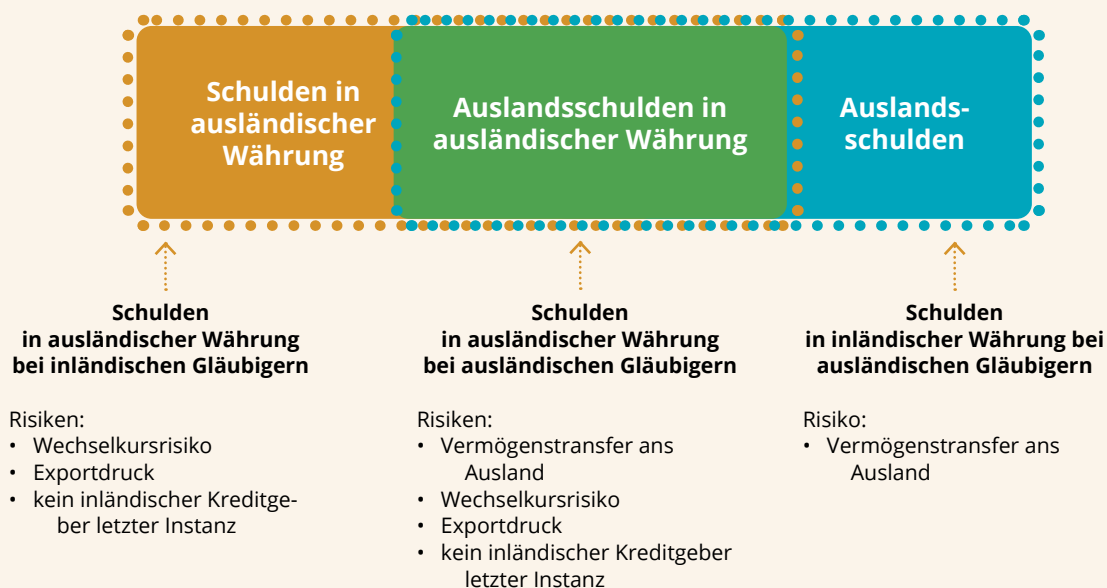 Schulden in
ausländischer
Währung
Auslandsschulden in
ausländischer Währung
Auslands-
schulden
Schulden
in ausländischer Währung
bei inländischen Gläubigern
Risiken:
• Wechselkursrisiko
• Exportdruck
• kein inländischer Kreditge-
ber letzter Instanz
Schulden
in ausländischer Währung
bei ausländischen Gläubigern
Risiken:
• Vermögenstransfer ans
Ausland
• Wechselkursrisiko
• Exportdruck
• kein inländischer Kreditgeber
letzter Instanz
Schulden
in inländischer Währung bei
ausländischen Gläubigern
Risiko:
• Vermögenstransfer ans
Ausland